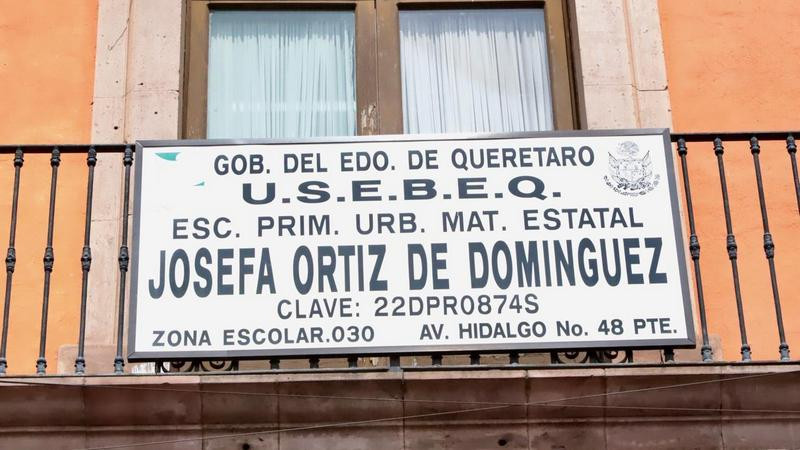 GOB. DEL EDO. DE QUERETARO
U.S.E.B.E.Q.
ESC. PRIM. URB. MAT. ESTATAL
JOSEFA ORTIZ DE DOMINGUEZ
CLAVE: 22DPR0874S
ZONA ESCOLAR.030 AV. HIDALGO No. 48 PTE.